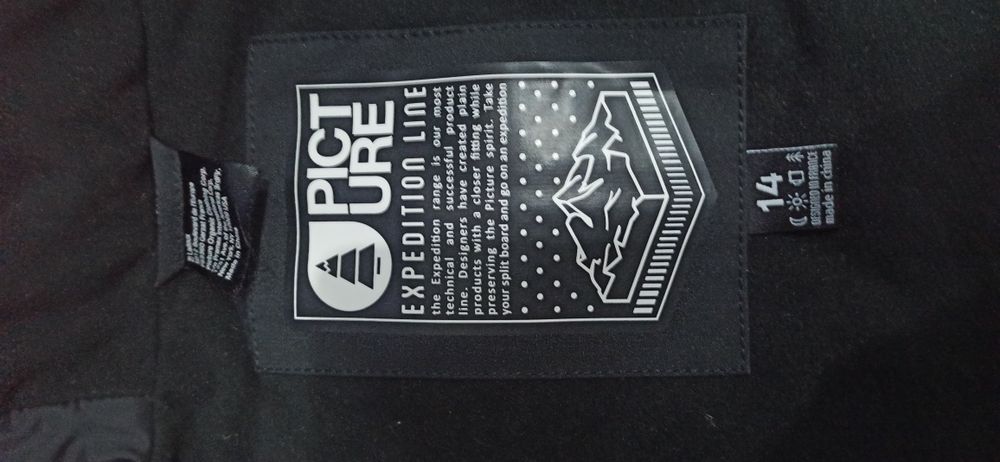 PICT
URE
EXPEDITION LINE
the Expedition range is our most
technical and successful product
line. Designers have created plain
products with a closer fitting while
preserving the Picture spirit. Take
your split board and go on an expedition
14
DESIGNED IN FRANCE
made in china